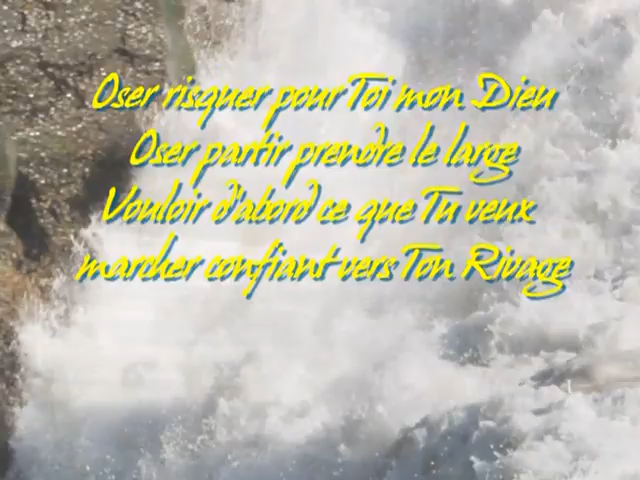 Oser risquer pour Toi mon Dieu
Oser partir prendre le large
Vouloir d'abord ce que Tu veux
marcher confiant vers Ton Rivage